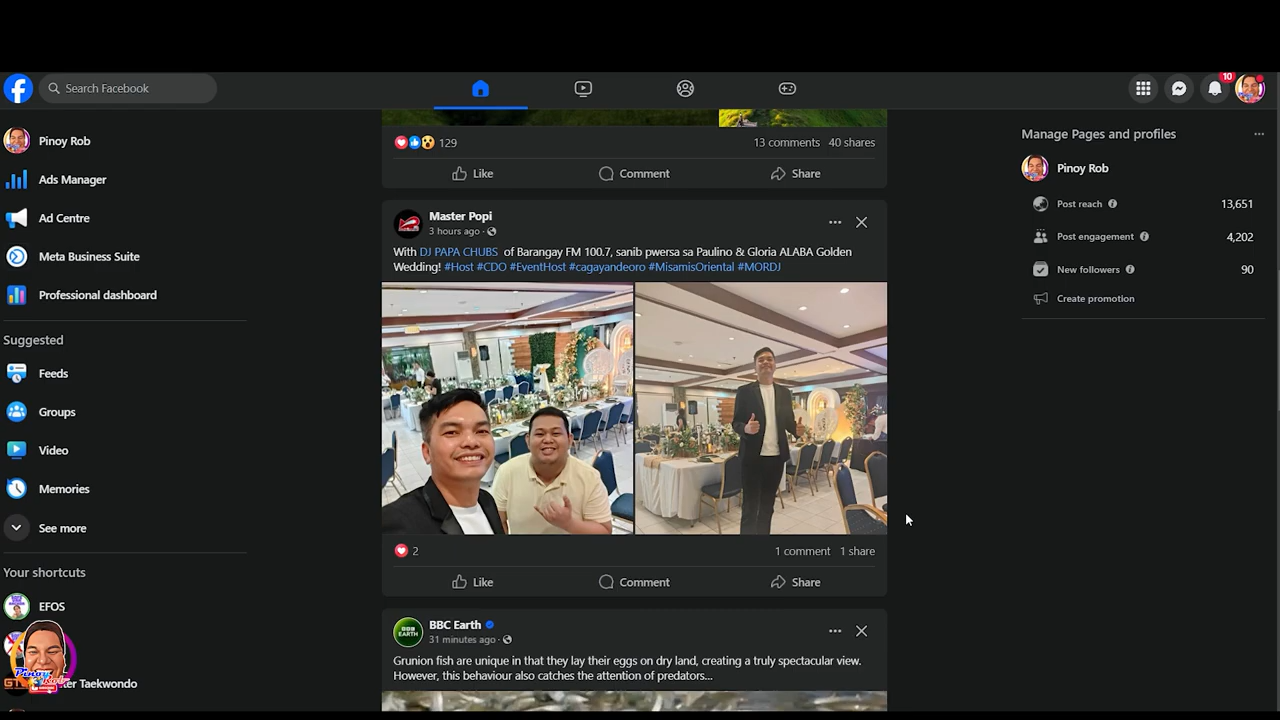 Search Facebook
10
Pinoy Rob
Ads Manager
Ad Centre
Meta Business Suite
Professional dashboard
Suggested
Feeds
Groups
Video
Memories
See more
Your shortcuts
EFOS
ter Taekwondo
Pinoy Rob
129
13 comments 40 shares
Like Comment Share
Master Popi
3 hours ago ·
With DJ PAPA CHUBS of Barangay FM 100.7, sanib pwersa sa Paulino & Gloria ALABA Golden
Wedding! #Host #CDO #EventHost #cagayandeoro #MisamisOriental #MORDJ
2
1 comment 1 share
Like Comment Share
BBC EARTH
BBC Earth
31 minutes ago ·
Grunion fish are unique in that they lay their eggs on dry land, creating a truly spectacular view.
However, this behaviour also catches the attention of predators...
Manage Pages and profiles
Pinoy Rob
Post reach 13,651
Post engagement 4,202
New followers 90
Create promotion